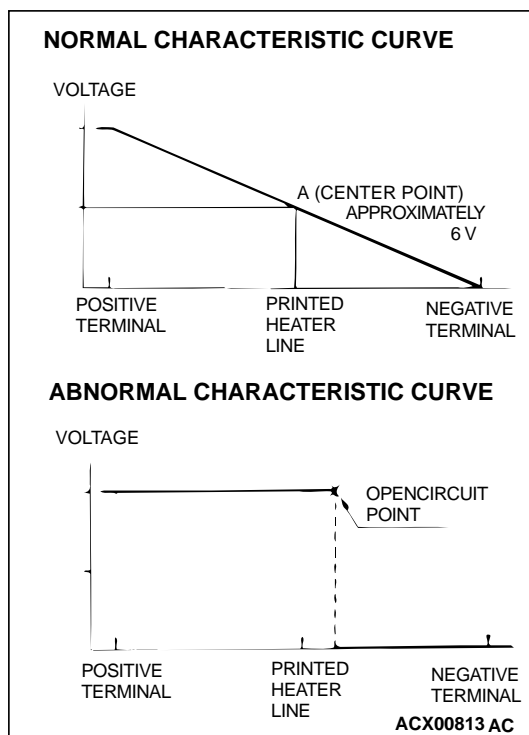 NORMAL CHARACTERISTIC CURVE
VOLTAGE
A (CENTER POINT)
APPROXIMATELY
6 V
POSITIVE
TERMINAL
PRINTED
HEATER
LINE
NEGATIVE
TERMINAL
ABNORMAL CHARACTERISTIC CURVE
VOLTAGE
OPENCIRCUIT
POINT
POSITIVE
TERMINAL
PRINTED
HEATER
LINE
NEGATIVE
TERMINAL
ACX00813 AC